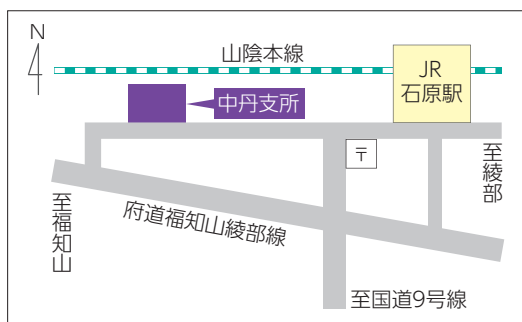 N
山陰本線
JR
石原駅
中丹支所
〒
至綾部
至福知山
府道福知山綾部線
至国道9号線